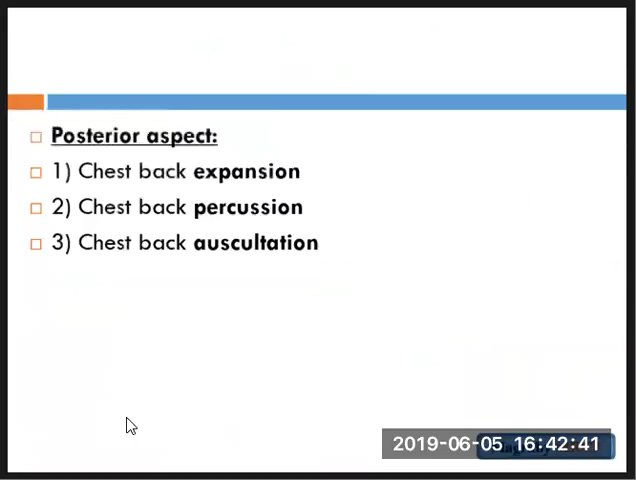 Posterior aspect:
1) Chest back expansion
2) Chest back percussion
3) Chest back auscultation
2019-06-05 16:42:41